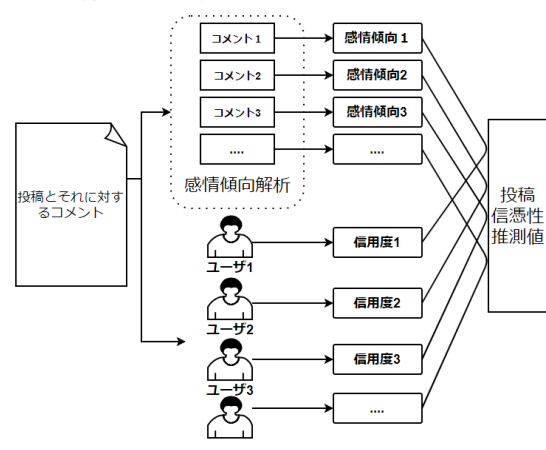 投稿とそれに対す
るコメント
コメント1
コメント2
コメント3
....
感情傾向解析
感情傾向1
感情傾向2
感情傾向3
....
ユーザ1
ユーザ2
ユーザ3
信用度1
信用度2
信用度3
....
投稿
信憑性
推測値